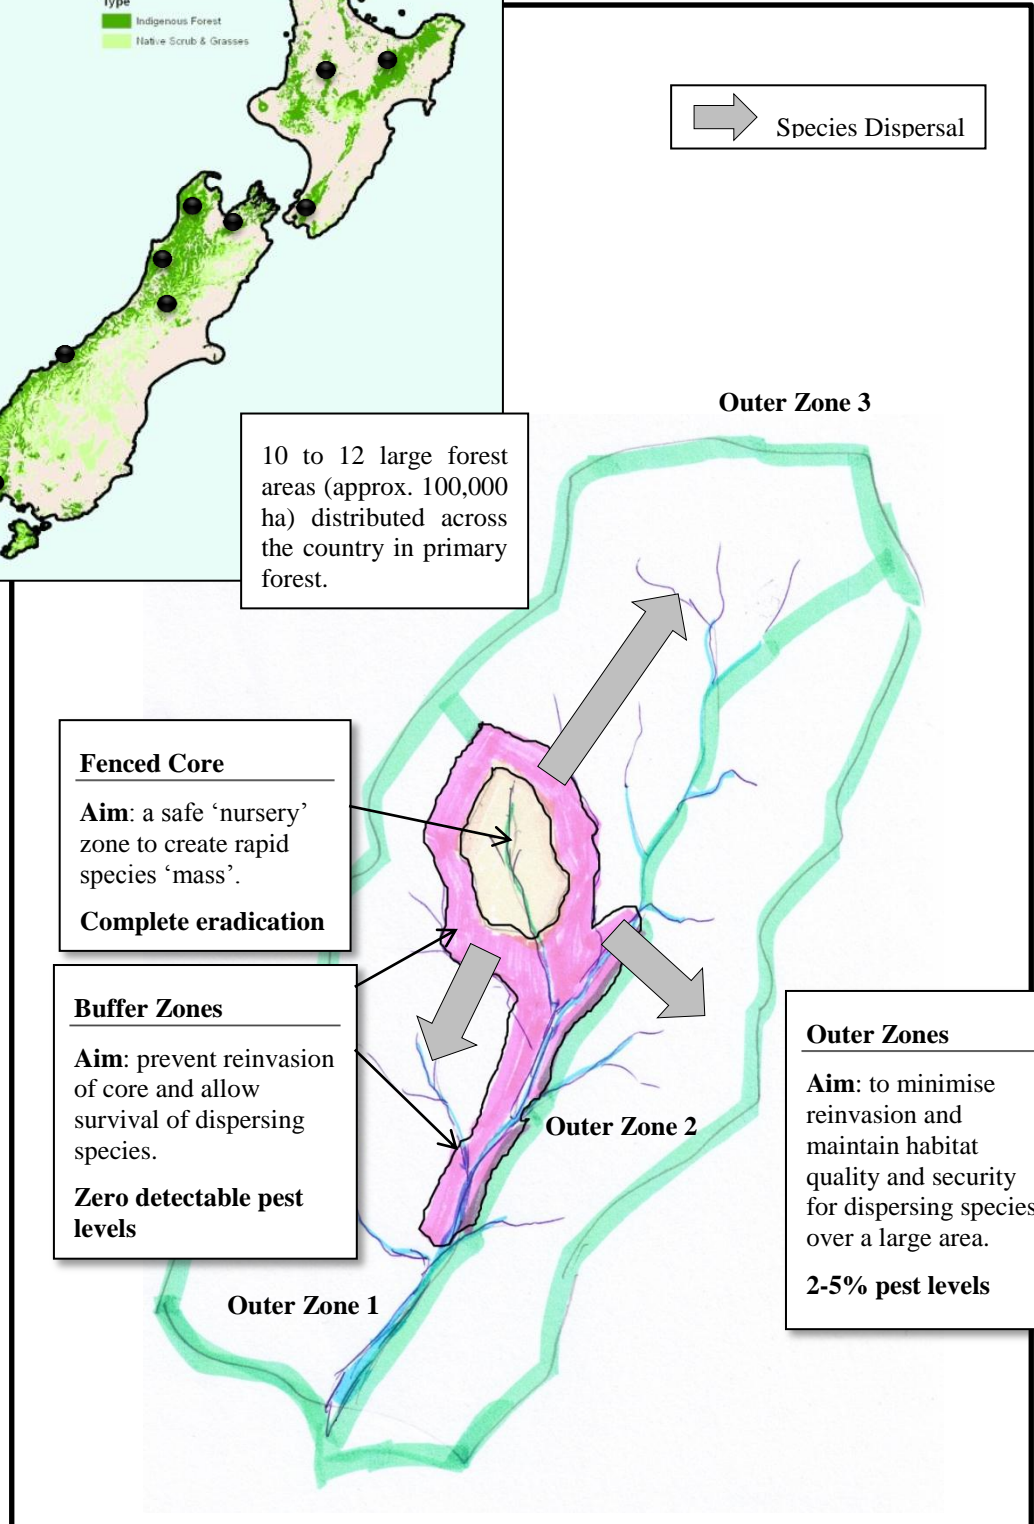 Type
Indigenous Forest
Native Scrub & Grasses
Species Dispersal
Outer Zone 3
10 to 12 large forest
areas (approx. 100,000
ha) distributed across
the country in primary
forest.
Fenced Core
Aim: a safe ‘nursery’
zone to create rapid
species ‘mass’.
Complete eradication
Buffer Zones
Aim: prevent reinvasion
of core and allow
survival of dispersing
species.
Zero detectable pest
levels
Outer Zones
Aim: to minimise
reinvasion and
maintain habitat
quality and security
for dispersing species
over a large area.
2-5% pest levels
Outer Zone 2
Outer Zone 1